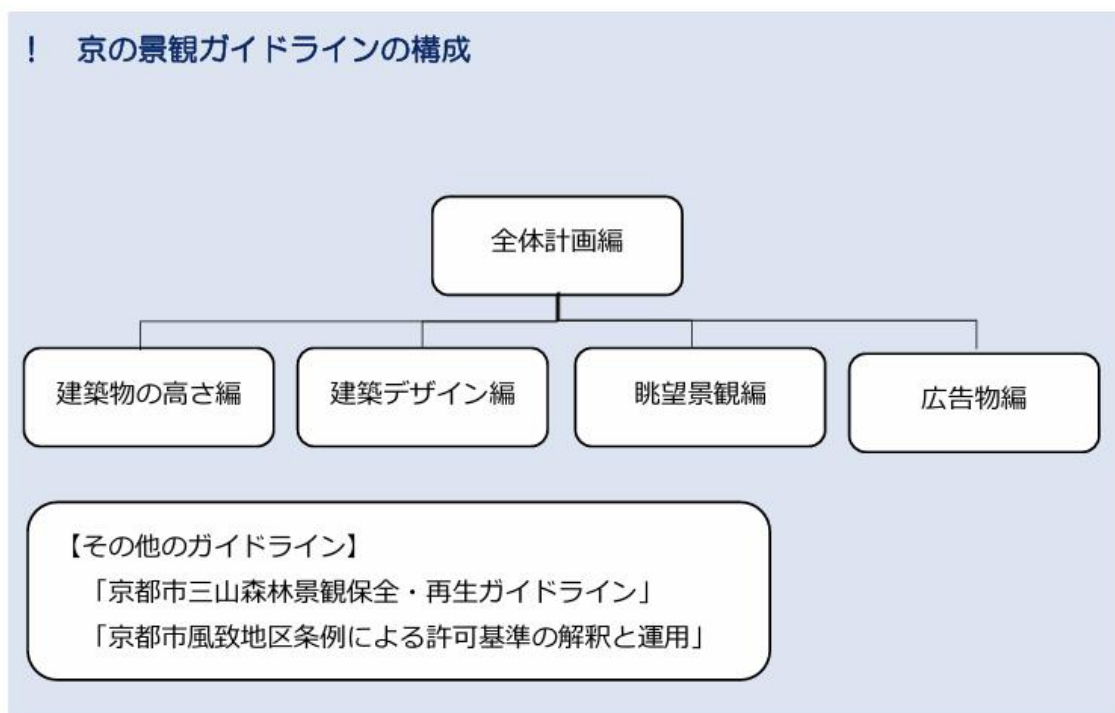 ！ 京の景観ガイドラインの構成
全体計画編
建築物の高さ編
建築デザイン編
眺望景観編
広告物編
【その他のガイドライン】
「京都市三山森林景観保全・再生ガイドライン」
「京都市風致地区条例による許可基準の解釈と運用」